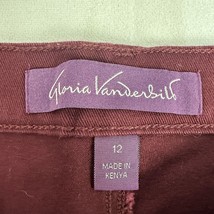 Gloria Vanderbilt
12
MADE IN
KENYA